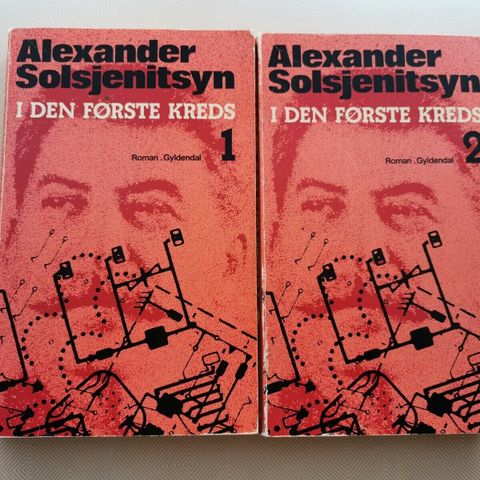 Alexander
Solsjenitsyn
I DEN FØRSTE KREDS
1
Roman . Gyldendal
Alexander
Solsjenitsyn
I DEN FØRSTE KREDS
2
Roman . Gyldendal